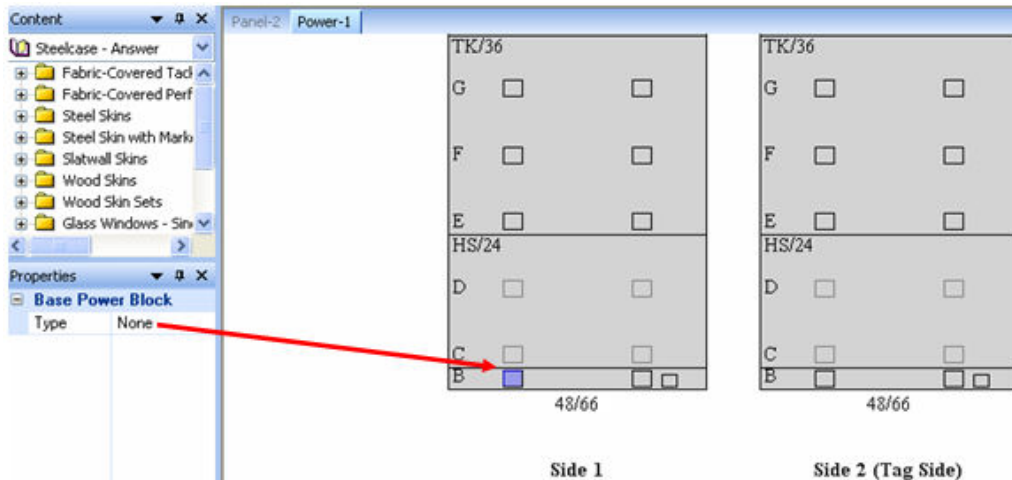 Content
Steelcase - Answer
Fabric-Covered Tack
Fabric-Covered Perf
Steel Skins
Steel Skin with Mark
Slatwall Skins
Wood Skins
Wood Skin Sets
Glass Windows - Sin
Properties
Base Power Block
Type None
Panel-2 Power-1
TK/36 TK/36
G G
F F
E E
HS/24 HS/24
D D
C C
B B
48/66 48/66
Side 1 Side 2 (Tag Side)